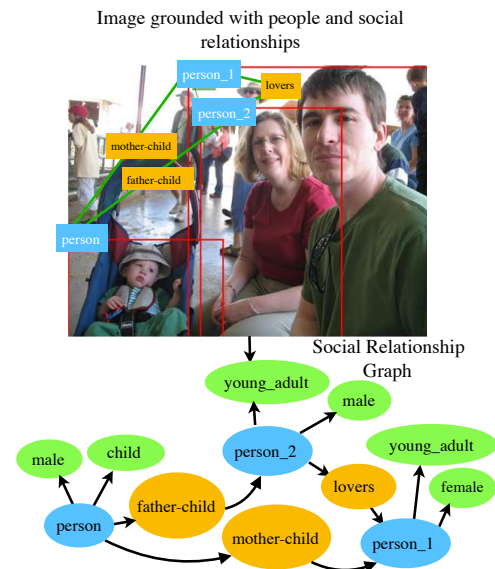 Image grounded with people and social
relationships
person_1
lovers
person_2
mother-child
father-child
person
Social Relationship
Graph
young_adult
male
young_adult
child
male
person_2
female
lovers
father-child
person
mother-child
person_1